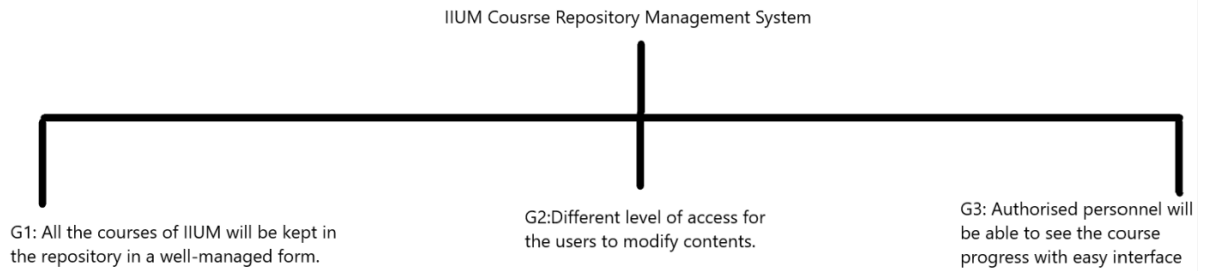 IIUM Cousrse Repository Management System
G1: All the courses of IIUM will be kept in
the repository in a well-managed form.
G2:Different level of access for
the users to modify contents.
G3: Authorised personnel will
be able to see the course
progress with easy interface